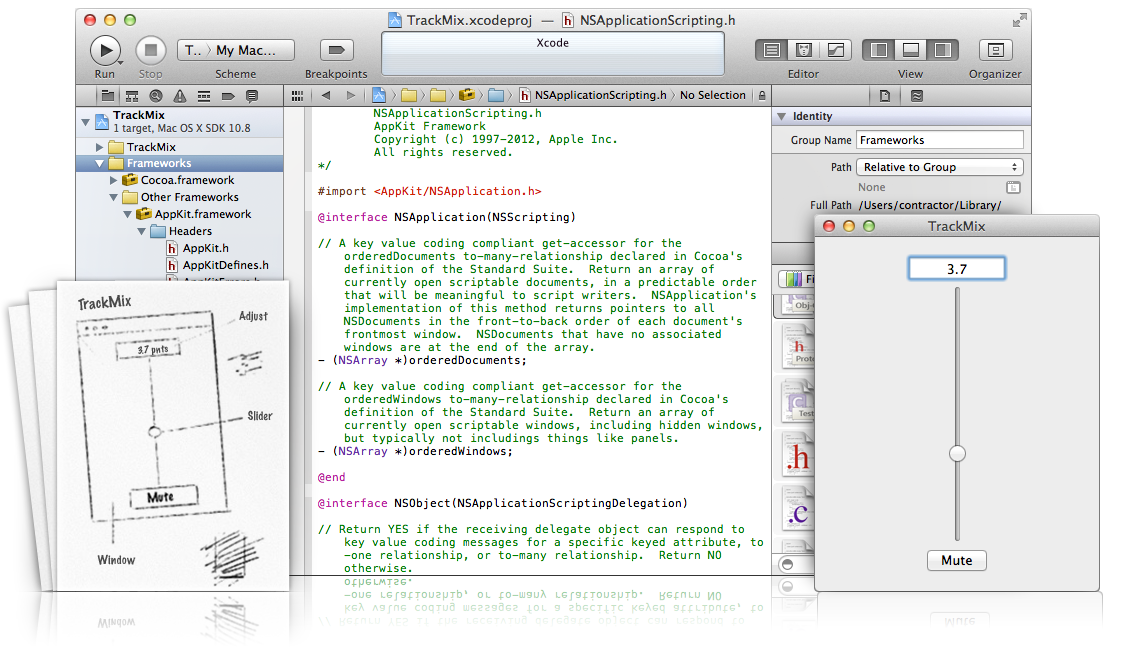 TrackMix.xcodeproj — h NSApplicationScripting.h
Run
Stop
T.. 〉 My Mac...
Scheme
Breakpoints
Xcode
Editor
View
Organizer
NSApplicationScripting.h 〉 No Selection
TrackMix
1 target, Mac OS X SDK 10.8
TrackMix
Frameworks
Cocoa.framework
Other Frameworks
AppKit.framework
Headers
h AppKit.h
h AppKitDefines.h
NSApplicationScripting.h
AppKit Framework
Copyright (c) 1997-2012, Apple Inc.
All rights reserved.
*/
#import <AppKit/NSApplication.h>
@interface NSApplication(NSScripting)
// A key value coding compliant get-accessor for the
orderedDocuments to-many-relationship declared in Cocoa's
definition of the Standard Suite.  Return an array of
currently open scriptable documents, in a predictable order
that will be meaningful to script writers.  NSApplication's
implementation of this method returns pointers to all
NSDocuments in the front-to-back order of each document's
frontmost window.  NSDocuments that have no associated
windows are at the end of the array.
- (NSArray *)orderedDocuments;
// A key value coding compliant get-accessor for the
orderedWindows to-many-relationship declared in Cocoa's
definition of the Standard Suite.  Return an array of
currently open scriptable windows, including hidden windows,
but typically not includings things like panels.
- (NSArray *)orderedWindows;
@end
@interface NSObject(NSApplicationScriptingDelegation)
// Return YES if the receiving delegate object can respond to
key value coding messages for a specific keyed attribute, to
-one relationship, or to-many relationship.  Return NO
otherwise.
Identity
Group Name Frameworks
Path Relative to Group
None
Full Path /Users/contractor/Library/
Fi
Obj-
h
Prot
C
Test
.h
.c
TrackMix
3.7
Mute
TrackMix
Adjust
3.7 pnts
Slider
Mute
Window